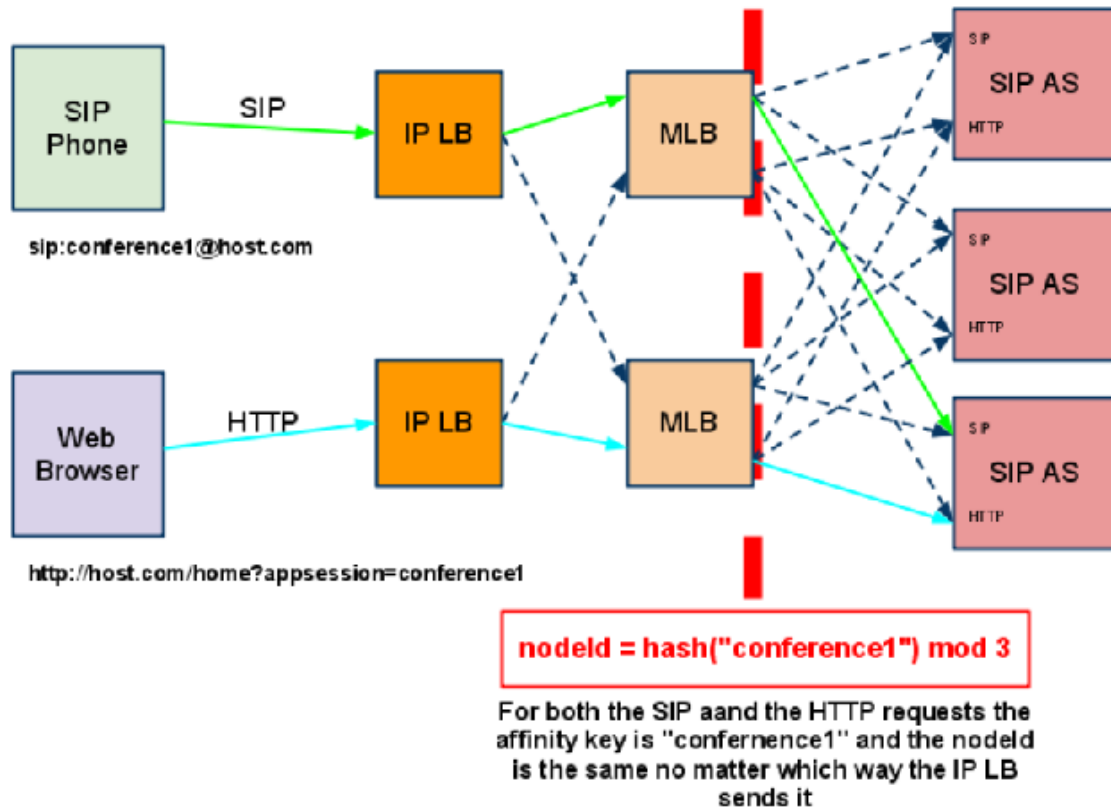 SIP
Phone
SIP
IP LB
MLB
SIP
SIP AS
HTTP
sip:conference1@host.com
SIP
SIP AS
HTTP
Web
Browser
HTTP
IP LB
MLB
SIP
SIP AS
HTTP
http://host.com/home?appsession=conference1
nodeId = hash("conference1") mod 3
For both the SIP aand the HTTP requests the
affinity key is "confernence1" and the nodeId
is the same no matter which way the IP LB
sends it